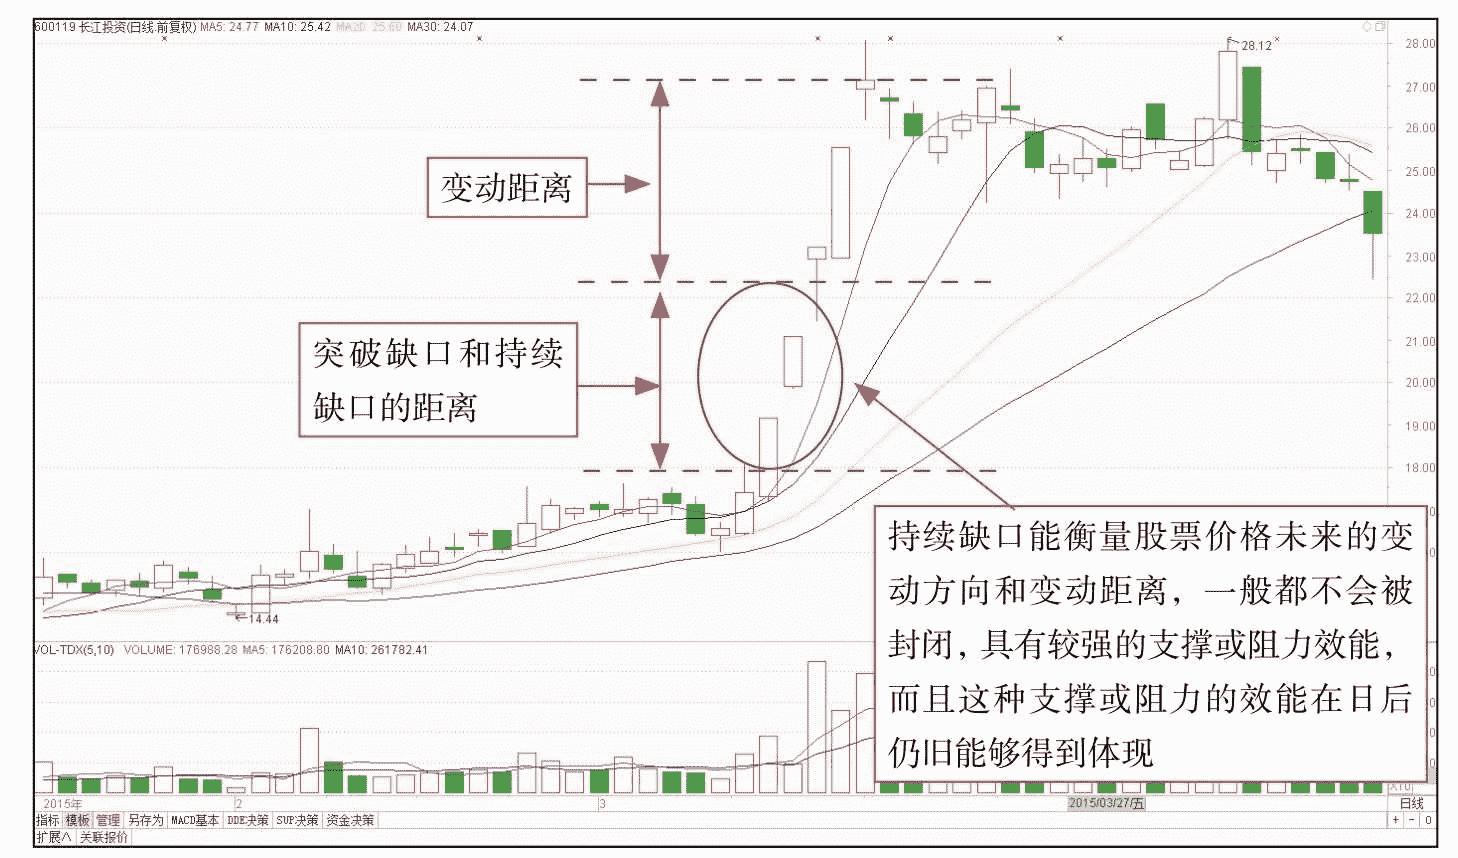 600119 长江投资(日线.前复权) MA5: 24.77 MA10: 25.42 MA20: 25.60 MA30: 24.07
28.12
28.00
27.00
变动距离
26.00
25.00
24.00
23.00
22.00
突破缺口和持续
缺口的距离
21.00
20.00
19.00
18.00
持续缺口能衡量股票价格未来的变
动方向和变动距离，一般都不会被
封闭，具有较强的支撑或阻力效能，
而且这种支撑或阻力的效能在日后
仍旧能够得到体现
14.44
VOL-TDX(5,10) VOLUME: 176988.28 MA5: 176208.80 MA10: 261782.41
X10
2015年 2 3 2015/03/27/五 日线
指标 模板 管理 另存为 MACD基本 DDE决策 SUP决策 资金决策 + - 0
扩展∧ 关联报价